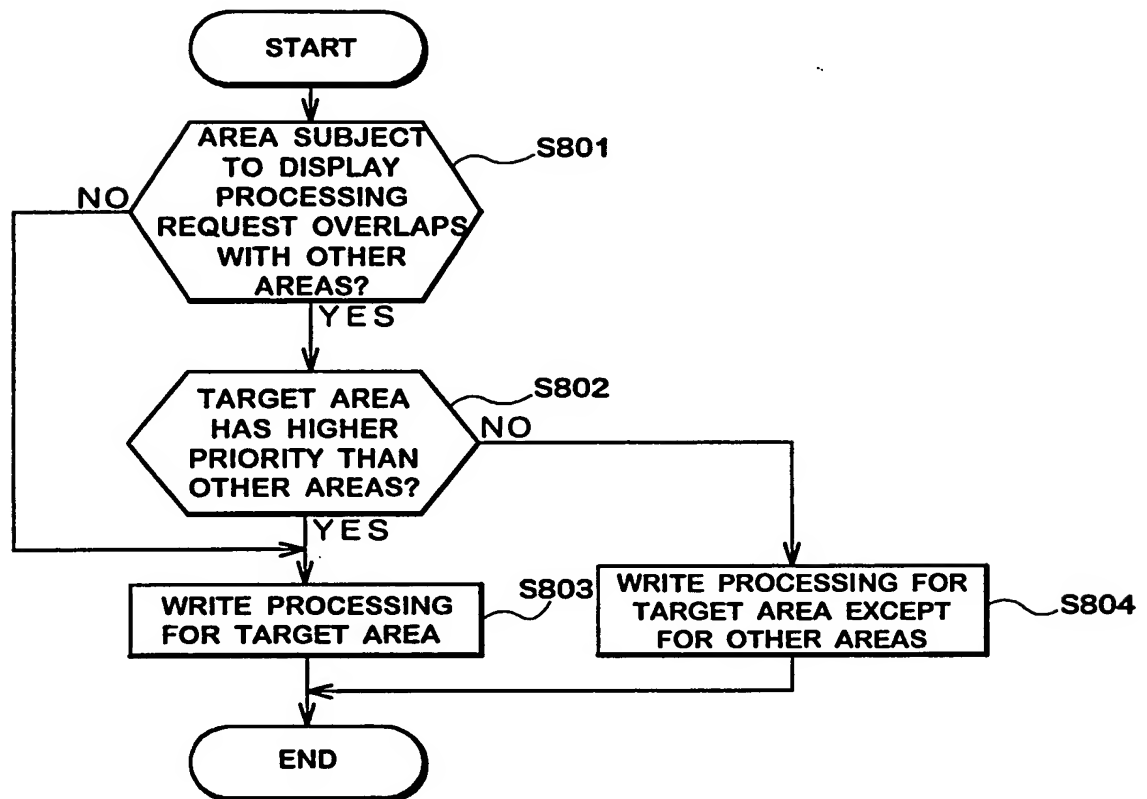 START
AREA SUBJECT
TO DISPLAY
PROCESSING
REQUEST OVERLAPS
WITH OTHER
AREAS?
S801
NO
YES
TARGET AREA
HAS HIGHER
PRIORITY THAN
OTHER AREAS?
S802
NO
YES
WRITE PROCESSING
FOR TARGET AREA
S803
WRITE PROCESSING FOR
TARGET AREA EXCEPT
FOR OTHER AREAS
S804
END